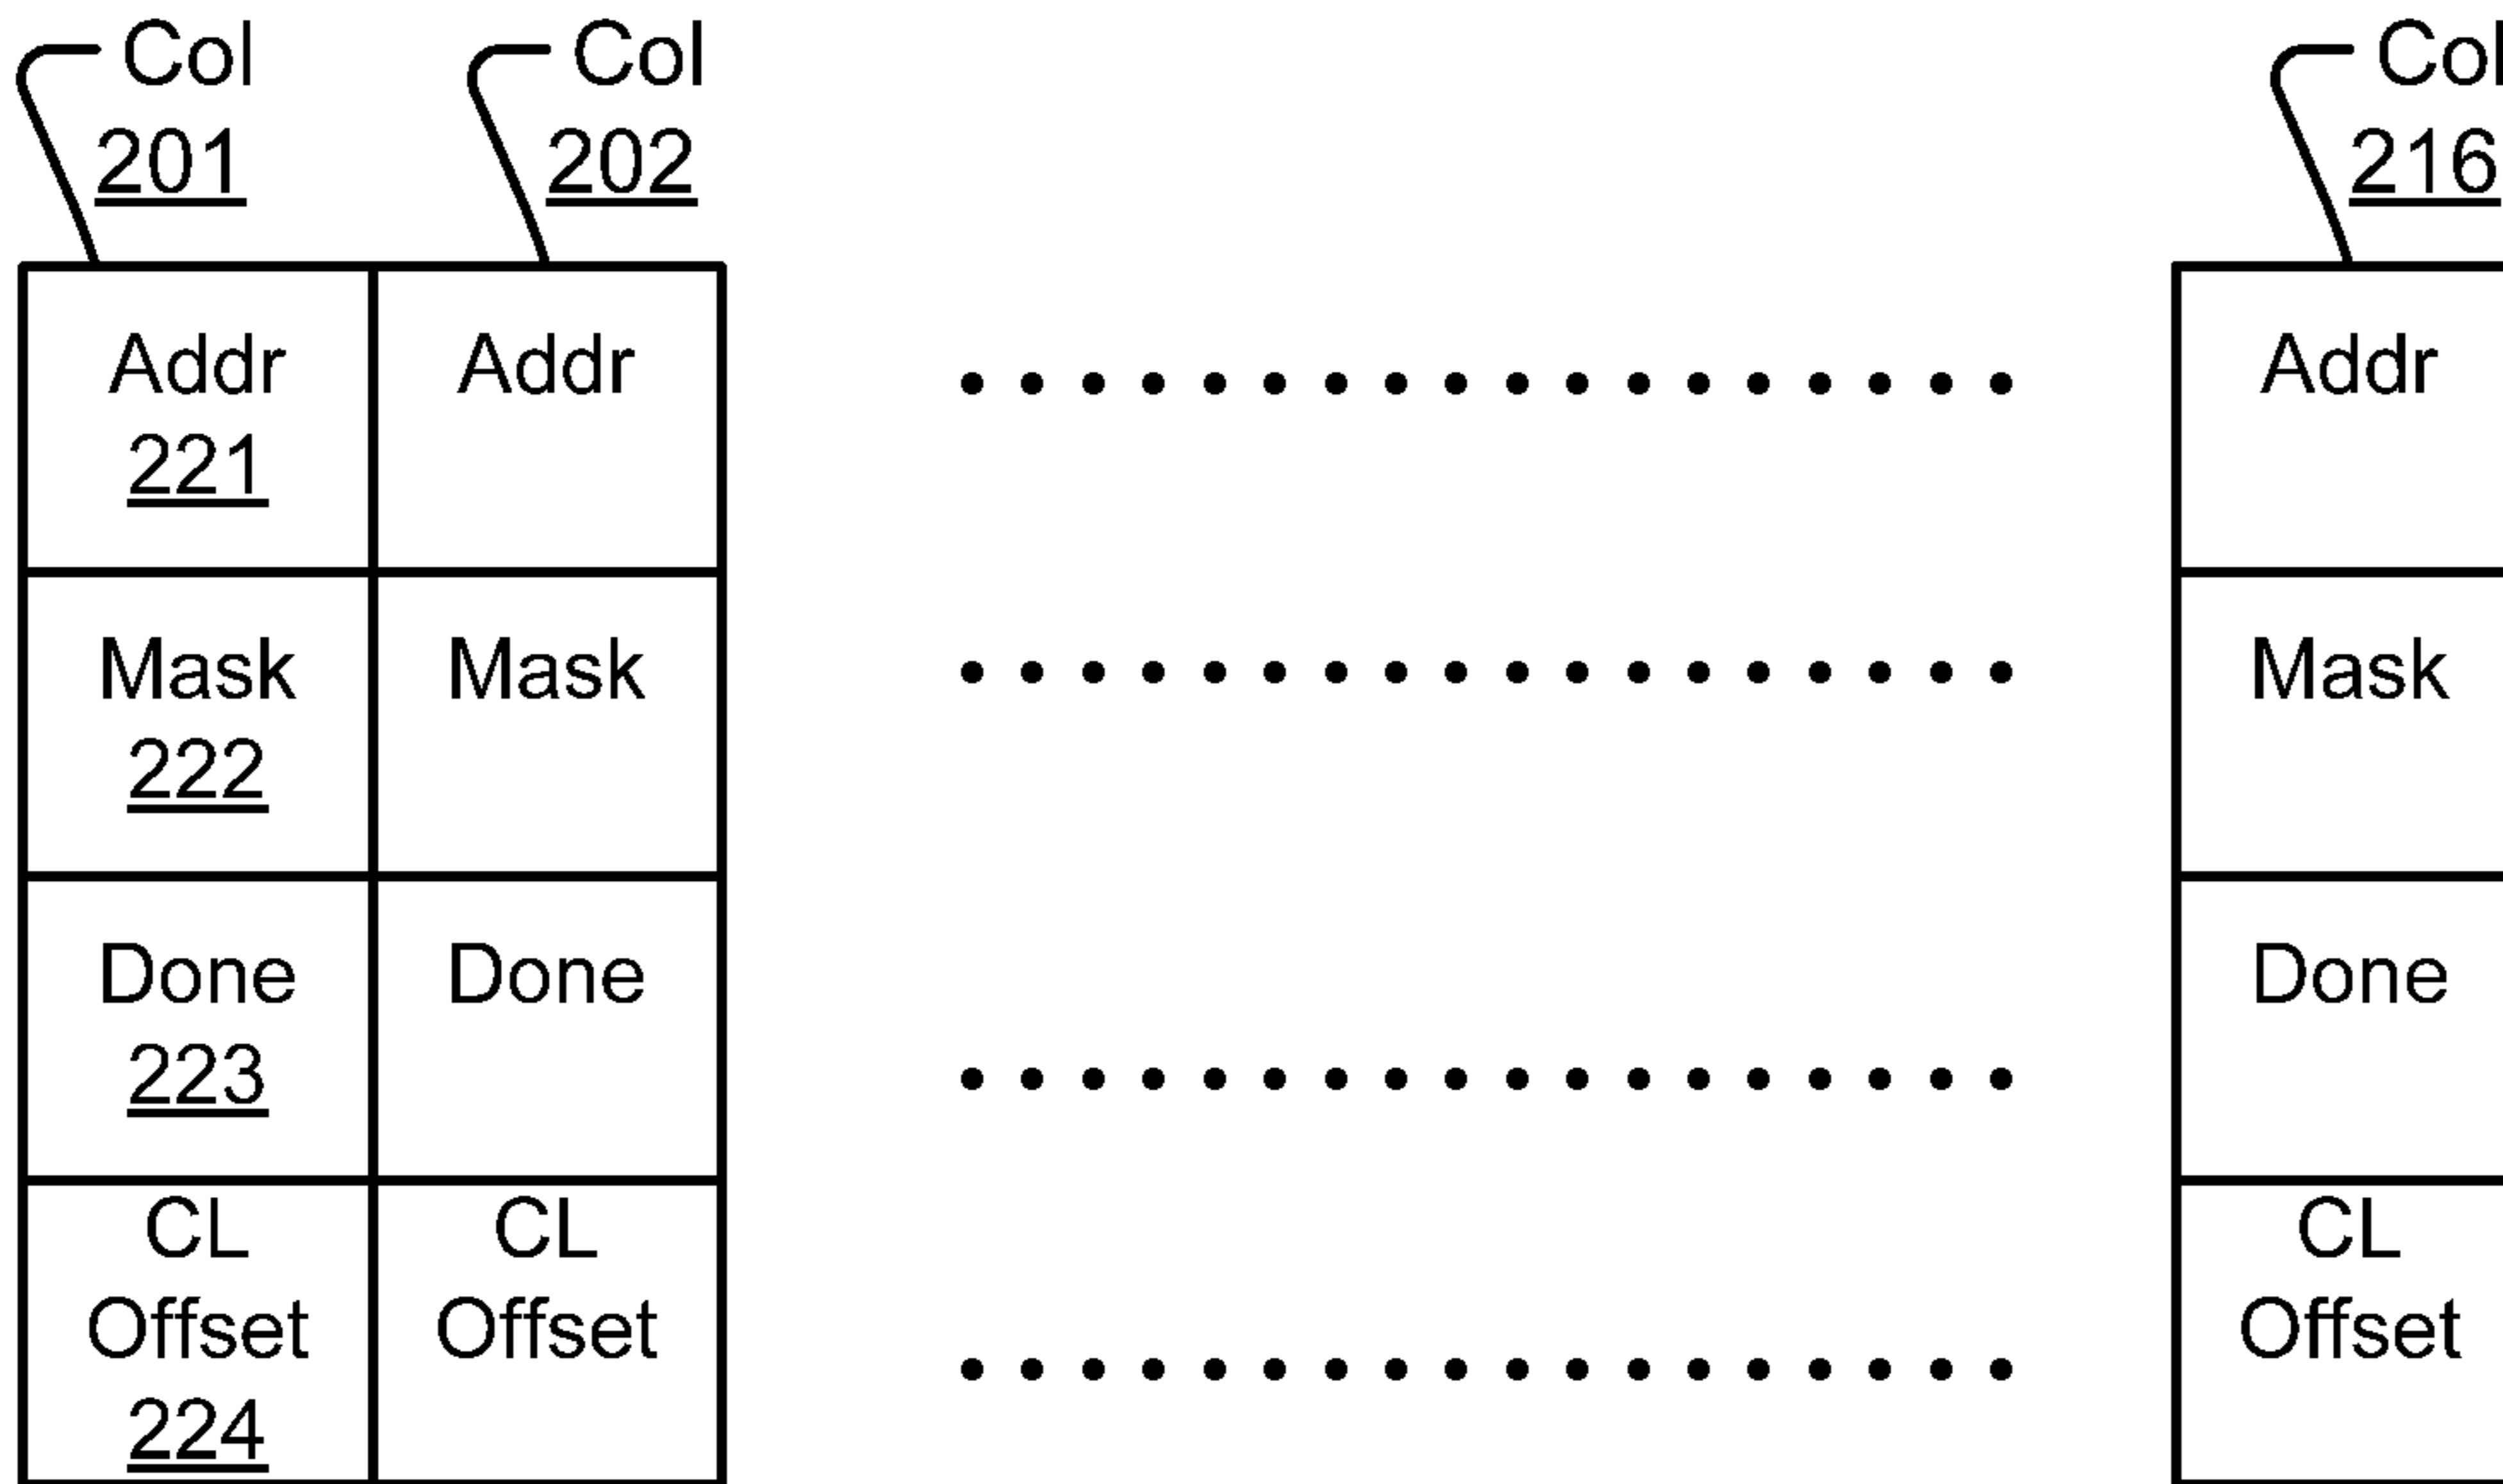 Col Col Col
201 202 216
Addr Addr Addr
221
Mask Mask Mask
222
Done Done Done
223
CL CL CL
Offset Offset Offset
224